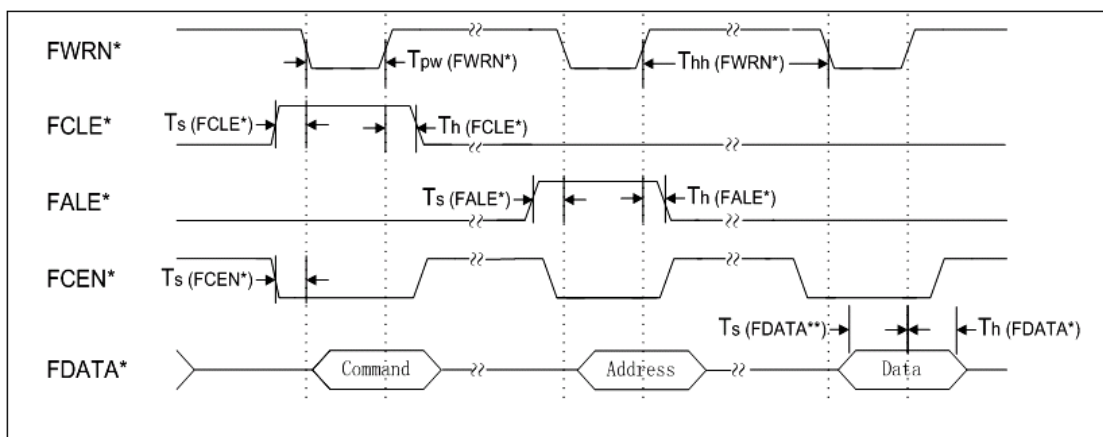 FWRN*
Tpw (FWRN*)
Thh (FWRN*)
FCLE*
Ts (FCLE*)
Th (FCLE*)
FALE*
Ts (FALE*)
Th (FALE*)
FCEN*
Ts (FCEN*)
Ts (FDATA**)
Th (FDATA*)
FDATA*
Command
Address
Data